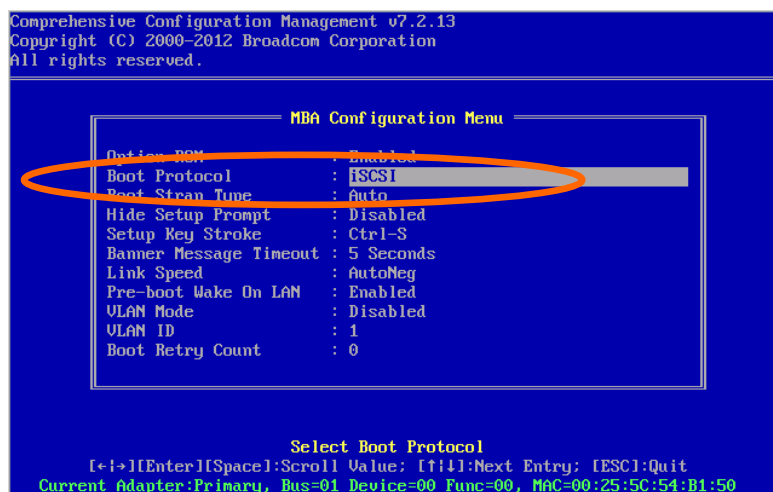 Comprehensive Configuration Management v7.2.13
Copyright (C) 2000-2012 Broadcom Corporation
All rights reserved.
MBA Configuration Menu
Option ROM : Enabled
Boot Protocol : iSCSI
Boot Strap Type : Auto
Hide Setup Prompt : Disabled
Setup Key Stroke : Ctrl-S
Banner Message Timeout : 5 Seconds
Link Speed : AutoNeg
Pre-boot Wake On LAN : Enabled
VLAN Mode : Disabled
VLAN ID : 1
Boot Retry Count : 0
Select Boot Protocol
[←|→][Enter][Space]:Scroll Value; [↑|↓]:Next Entry; [ESC]:Quit
Current Adapter:Primary, Bus=01 Device=00 Func=00, MAC=00:25:5C:54:B1:50